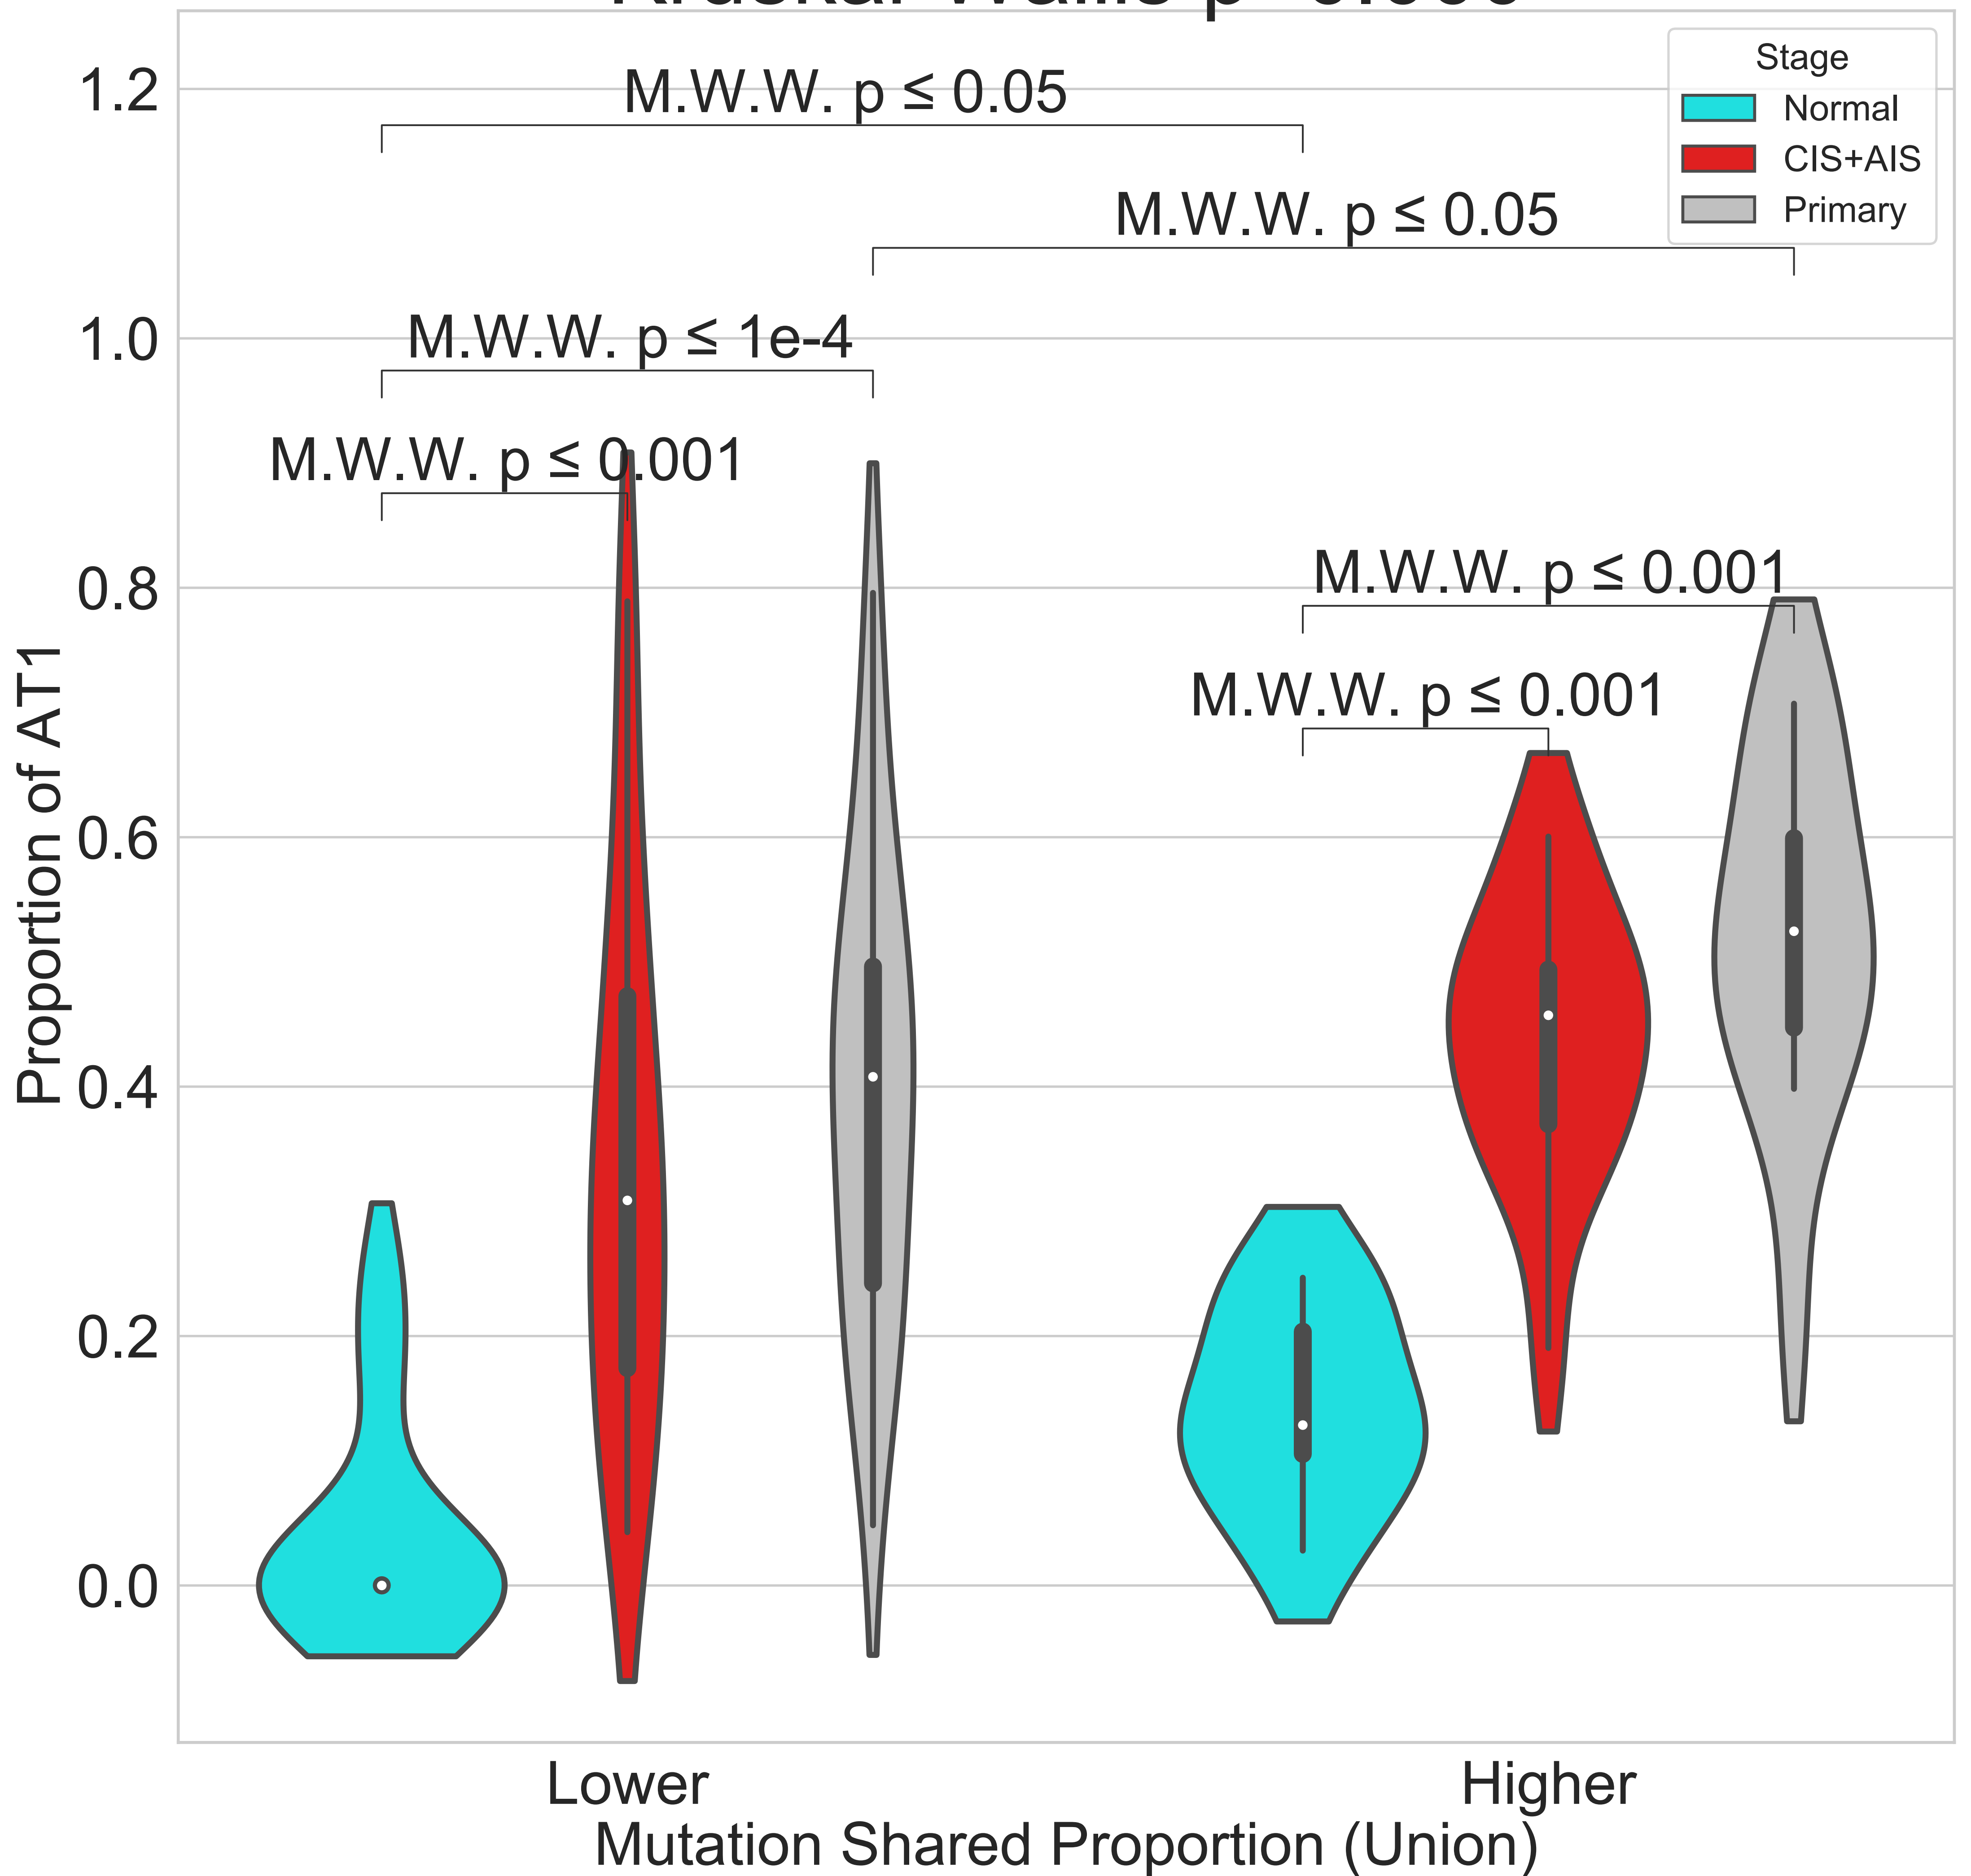 1.2
1.0
0.8
0.6
0.4
0.2
0.0
Proportion of AT1
M.W.W. p ≤ 0.05
M.W.W. p ≤ 0.05
M.W.W. p ≤ 1e-4
M.W.W. p ≤ 0.001
M.W.W. p ≤ 0.001
M.W.W. p ≤ 0.001
Stage
Normal
CIS+AIS
Primary
Lower
Higher
Mutation Shared Proportion (Union)